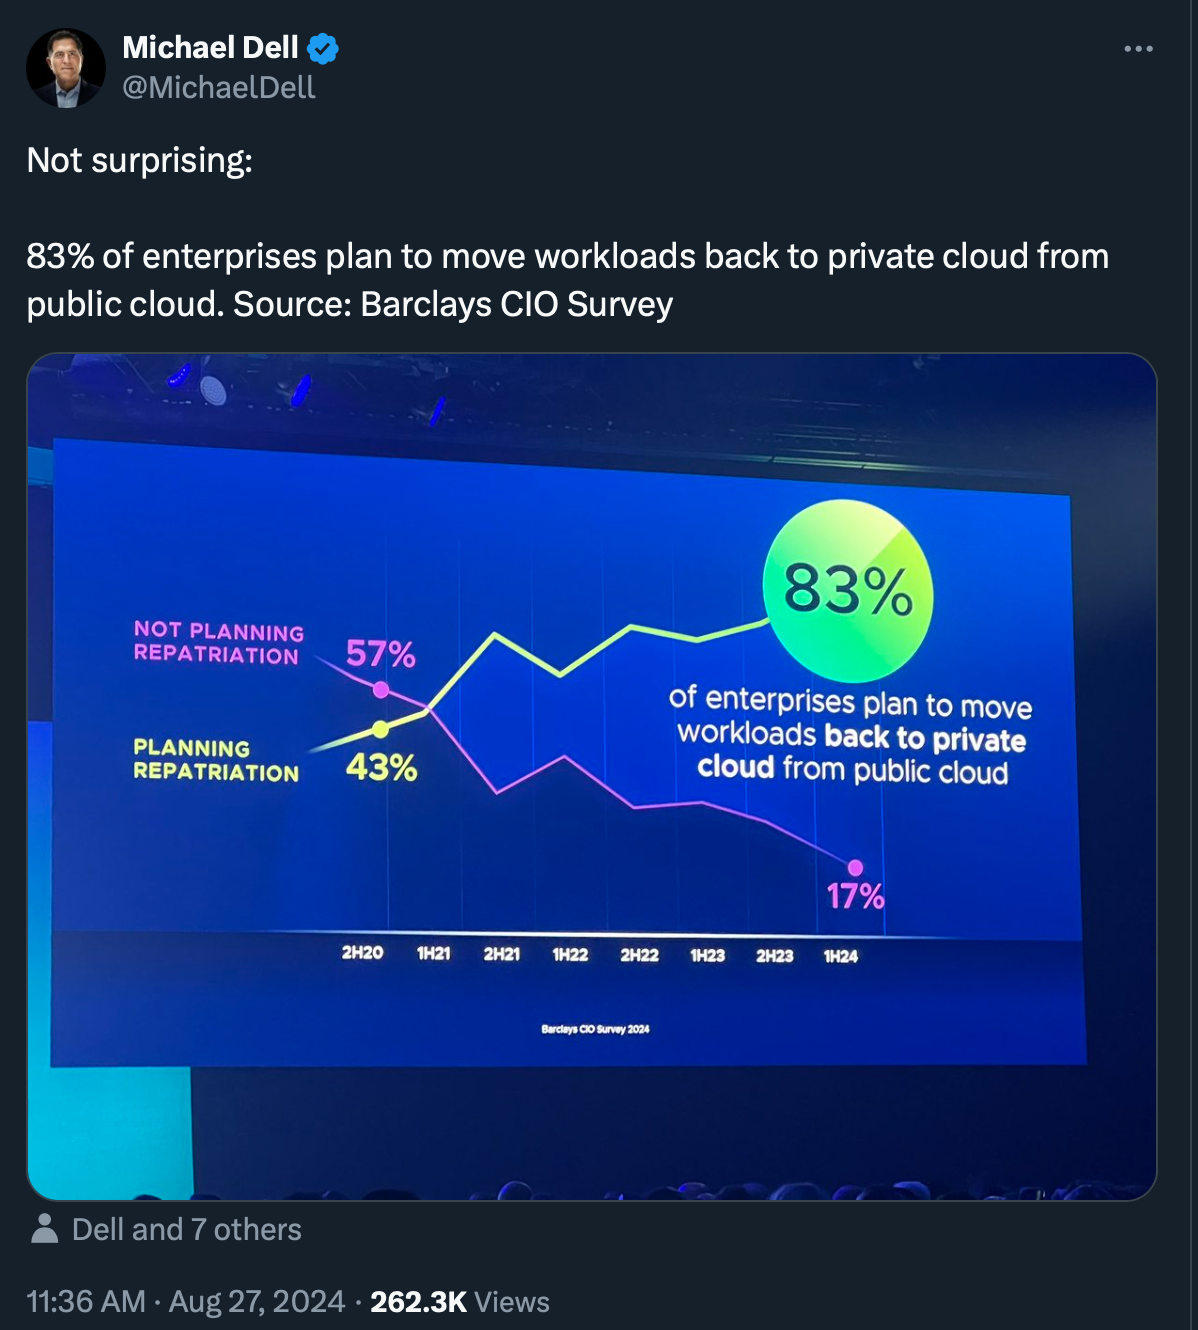 Michael Dell
@MichaelDell
Not surprising:
83% of enterprises plan to move workloads back to private cloud from
public cloud. Source: Barclays CIO Survey
83%
NOT PLANNING
REPATRIATION
57%
of enterprises plan to move
workloads back to private
cloud from public cloud
PLANNING
REPATRIATION
43%
17%
2H20 1H21 2H21 1H22 2H22 1H23 2H23 1H24
Barclays CIO Survey 2024
Dell and 7 others
11:36 AM · Aug 27, 2024 · 262.3K Views